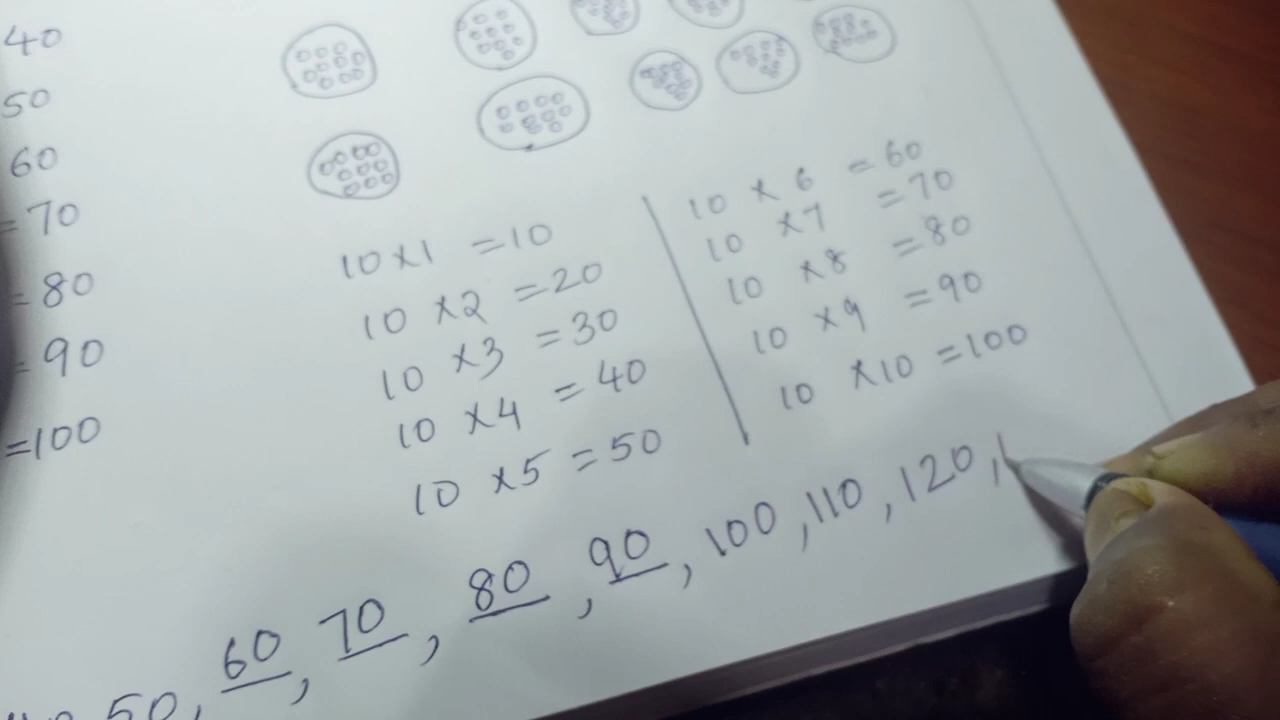 40
50
60
=70
=80
=90
=100
10 × 1 = 10
10 × 2 = 20
10 × 3 = 30
10 × 4 = 40
10 × 5 = 50
10 × 6 = 60
10 × 7 = 70
10 × 8 = 80
10 × 9 = 90
10 × 10 = 100
50, 60, 70, 80, 90, 100, 110, 120, 1